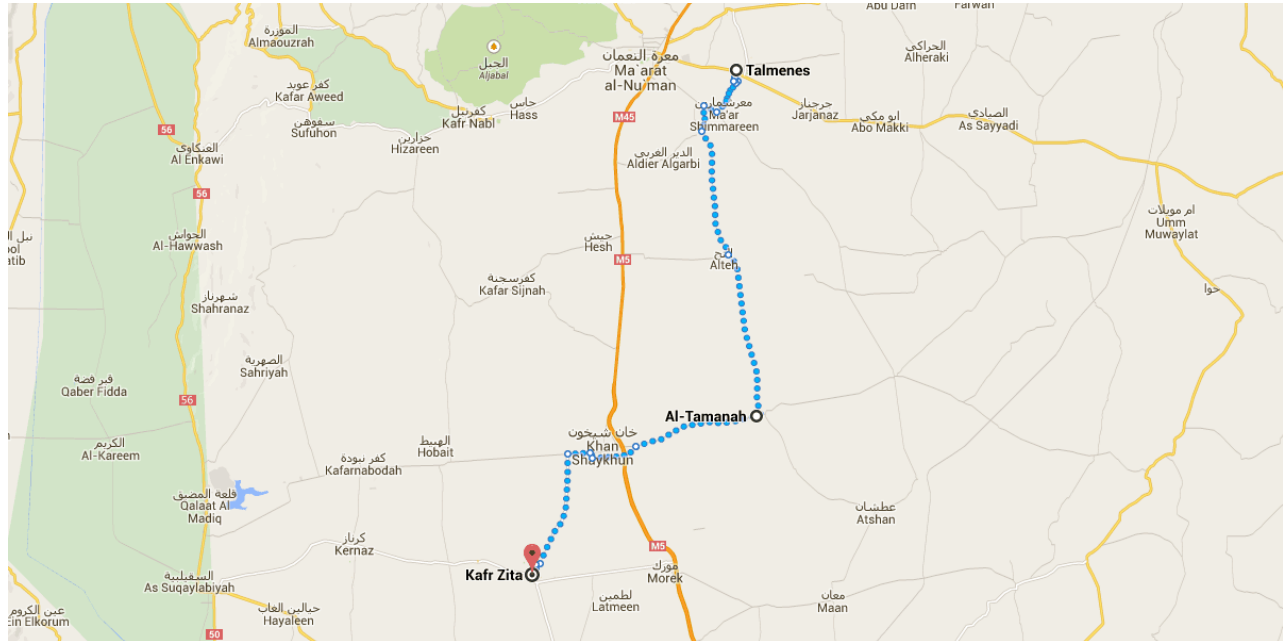 الموزرة
Almaouzrah
كفر عويد
Kafar Aweed
سفوهن
Sufuhon
الجبل
Aljabal
حاس
Hass
كفرنبل
Kafr Nabl
حزارين
Hizareen
56
العنكاوي
Al Enkawi
معرة النعمان
Ma`arat
al-Nu'man
Talmenes
Abu Dafn
Farwan
الحراكي
Alheraki
معرشمارين
Ma'ar
Shimmareen
جرجناز
Jarjanaz
ابو مكي
Abo Makki
الصيادي
As Sayyadi
M45
الدير الغربي
Aldier Algarbi
56
ام مويلات
Umm
Muwaylat
الحواش
Al-Hawwash
حيش
Hesh
M5
التح
Alteh
كفرسجنة
Kafar Sijnah
حوا
شهرناز
Shahranaz
الصهرية
Sahriyah
قبر فضة
Qaber Fidda
56
Al-Tamanah
الكريم
Al-Kareem
الهبيط
Hobait
كفر نبودة
Kafarnabodah
خان شيخون
Khan
Shaykhun
قلعة المضيق
Qalaat Al
Madiq
عطشان
Atshan
كرناز
Kernaz
M5
مورك
Morek
Kafr Zita
السقيلبية
As Suqaylabiyah
لطمين
Latmeen
معان
Maan
حيالين الغاب
Hayaleen
عين الكروم
Ein Elkorum
50